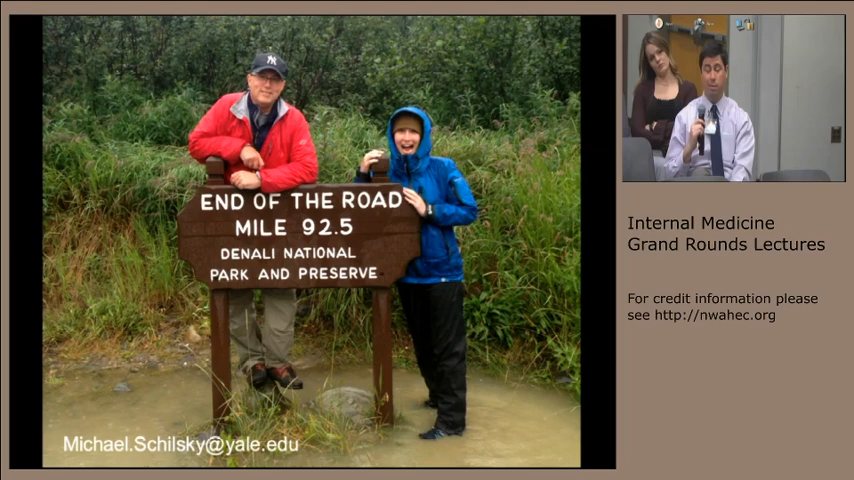 END OF THE ROAD
MILE 92.5
DENALI NATIONAL
PARK AND PRESERVE
Michael.Schilsky@yale.edu
Internal Medicine
Grand Rounds Lectures
For credit information please
see http://nwahec.org